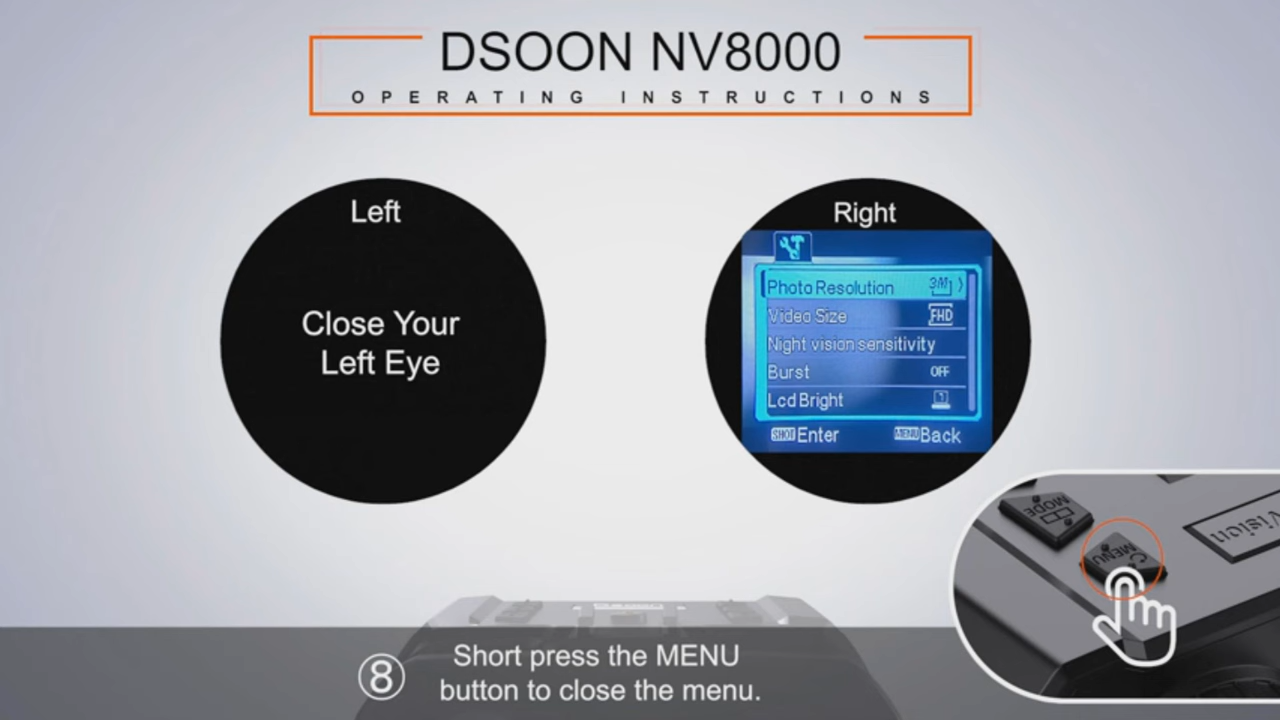 DSOON NV8000
OPERATING INSTRUCTIONS
Left
Close Your
Left Eye
Right
Photo Resolution 3M
Video Size FHD
Night vision sensitivity
Burst OFF
Lcd Bright
SHOT Enter MENU Back
MODE
MENU
Vision
⑧ Short press the MENU
button to close the menu.